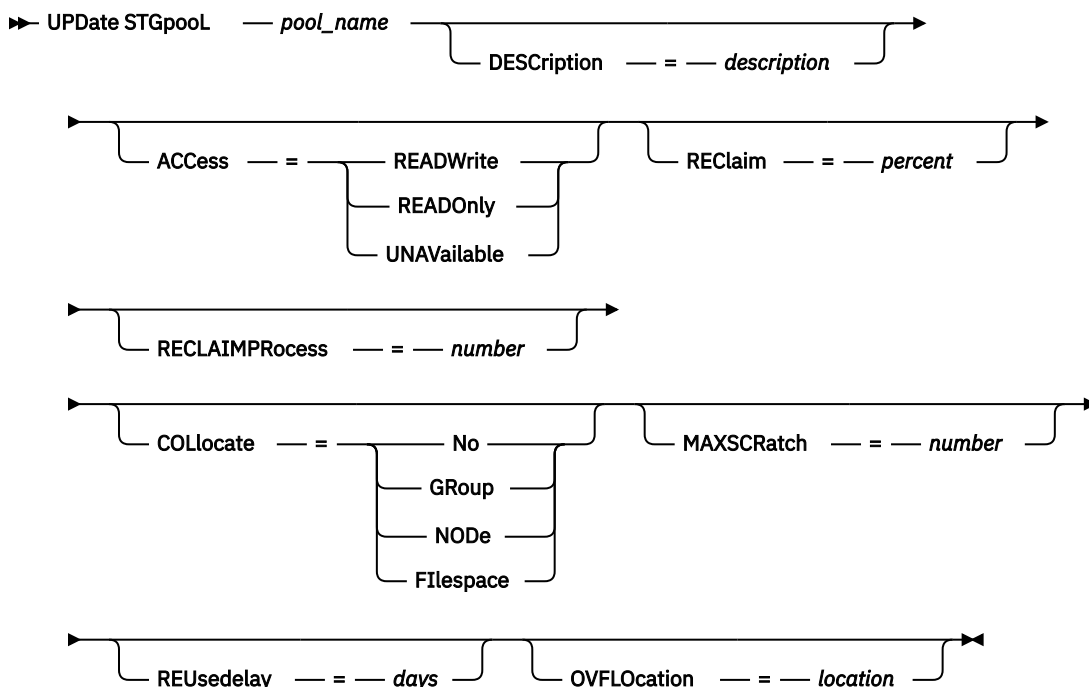 UPDate STGpooL — pool_name
DESCription — = — description
ACCess — = READWrite
READOnly
UNAVailable
REClaim — = — percent
RECLAIMPRocess — = — number
COLlocate — = No
GRoup
NODe
FIlespace
MAXSCRatch — = — number
REUsedelay — = — days
OVFLOcation — = — location